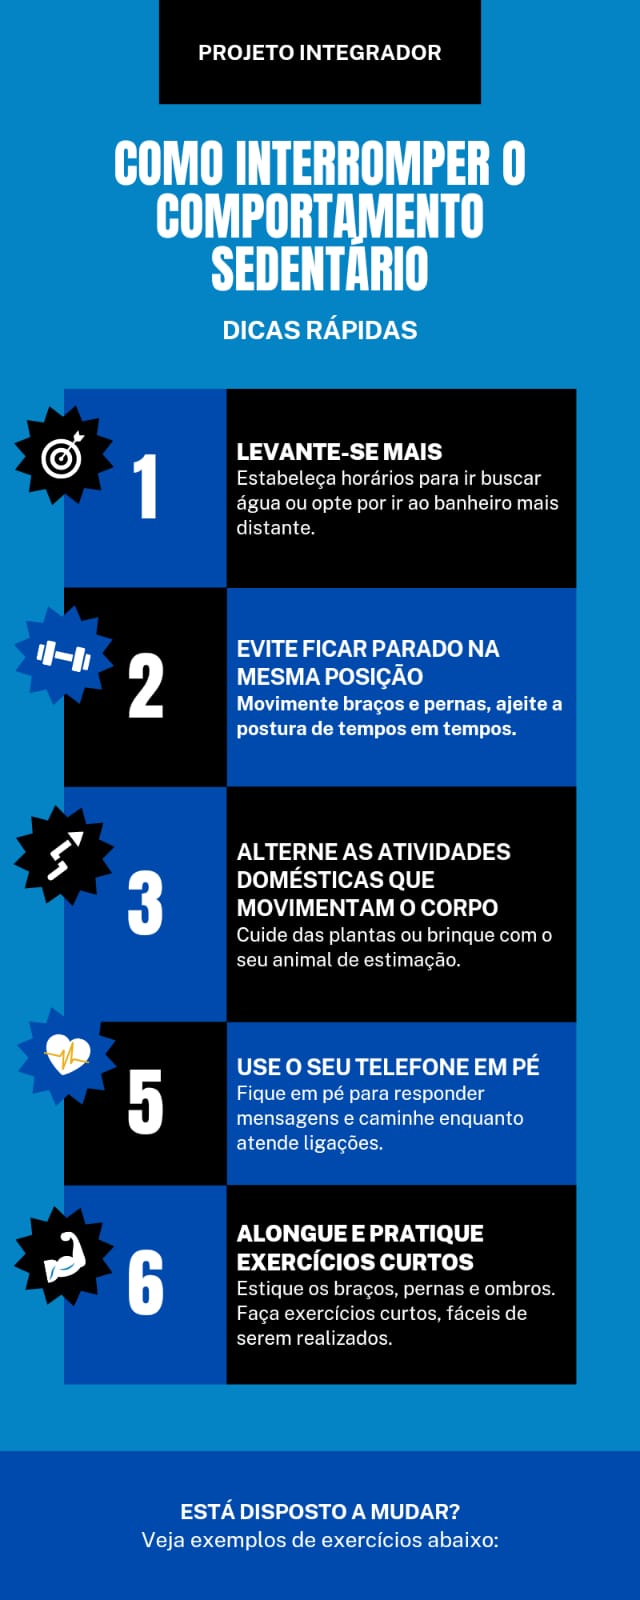 PROJETO INTEGRADOR
COMO INTERROMPER O
COMPORTAMENTO
SEDENTÁRIO
DICAS RÁPIDAS
1
LEVANTE-SE MAIS
Estabeleça horários para ir buscar
água ou opte por ir ao banheiro mais
distante.
2
EVITE FICAR PARADO NA
MESMA POSIÇÃO
Movimente braços e pernas, ajeite a
postura de tempos em tempos.
3
ALTERNE AS ATIVIDADES
DOMÉSTICAS QUE
MOVIMENTAM O CORPO
Cuide das plantas ou brinque com o
seu animal de estimação.
5
USE O SEU TELEFONE EM PÉ
Fique em pé para responder
mensagens e caminhe enquanto
atende ligações.
6
ALONGUE E PRATIQUE
EXERCÍCIOS CURTOS
Estique os braços, pernas e ombros.
Faça exercícios curtos, fáceis de
serem realizados.
ESTÁ DISPOSTO A MUDAR?
Veja exemplos de exercícios abaixo: